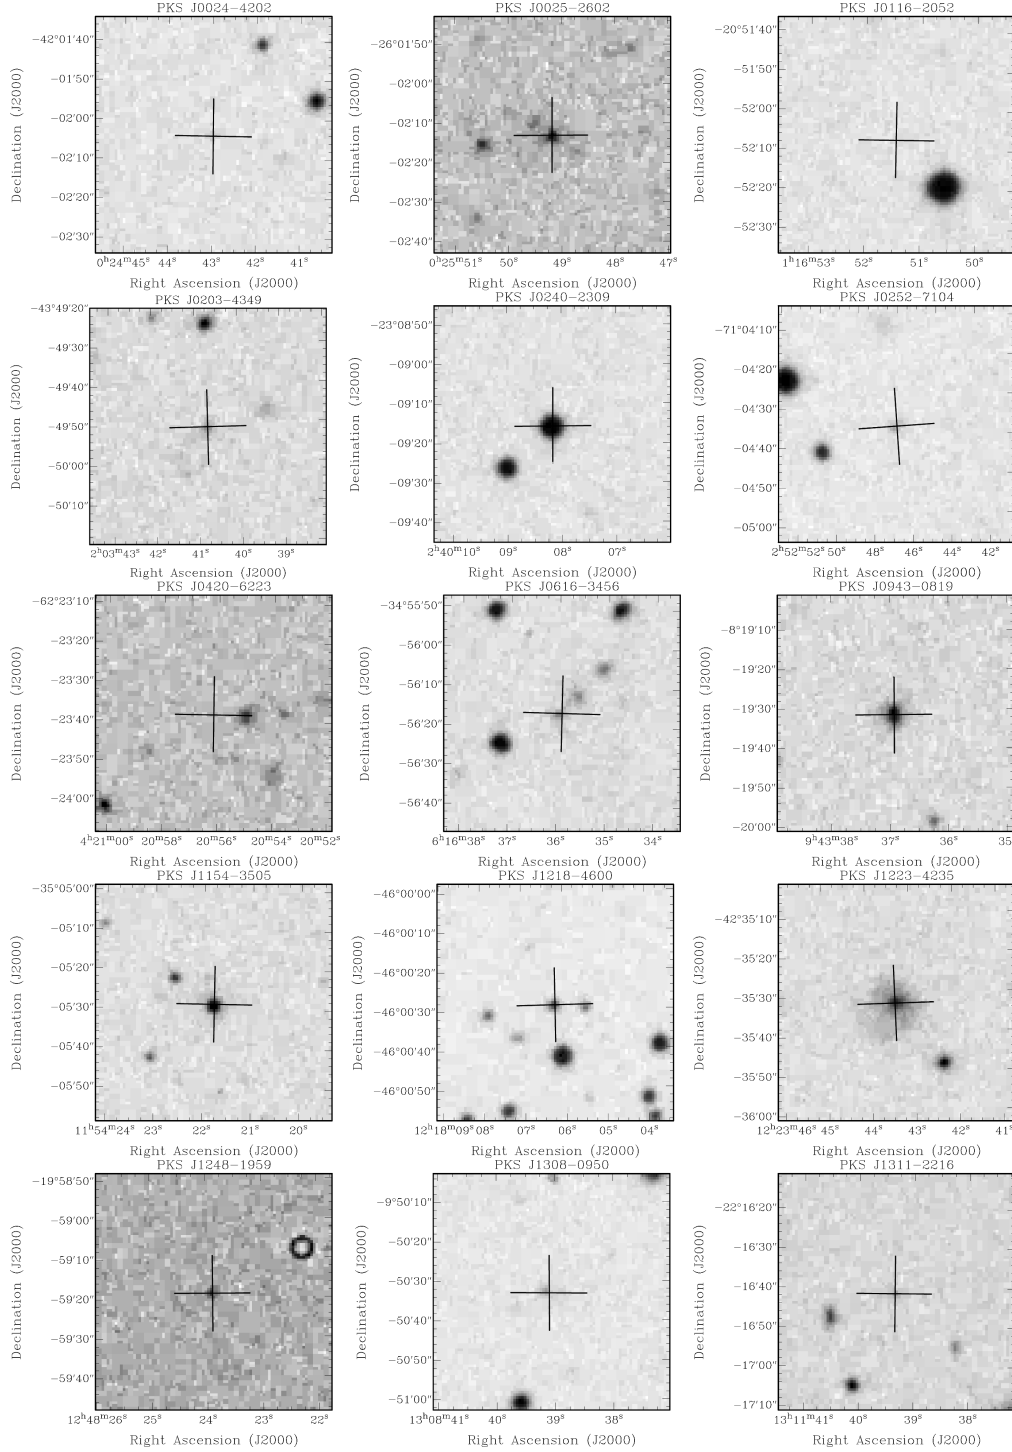 PKS J0024−4202
−42°01'40"
−01'50"
−02'00"
−02'10"
−02'20"
−02'30"
Declination (J2000)
0ʰ24ᵐ45ˢ 44ˢ 43ˢ 42ˢ 41ˢ
Right Ascension (J2000)
PKS J0025−2602
−26°01'50"
−02'00"
−02'10"
−02'20"
−02'30"
−02'40"
Declination (J2000)
0ʰ25ᵐ51ˢ 50ˢ 49ˢ 48ˢ 47ˢ
Right Ascension (J2000)
PKS J0116−2052
−20°51'40"
−51'50"
−52'00"
−52'10"
−52'20"
−52'30"
Declination (J2000)
1ʰ16ᵐ53ˢ 52ˢ 51ˢ 50ˢ
Right Ascension (J2000)
PKS J0203−4349
−43°49'20"
−49'30"
−49'40"
−49'50"
−50'00"
−50'10"
Declination (J2000)
2ʰ03ᵐ43ˢ 42ˢ 41ˢ 40ˢ 39ˢ
Right Ascension (J2000)
PKS J0240−2309
−23°08'50"
−09'00"
−09'10"
−09'20"
−09'30"
−09'40"
Declination (J2000)
2ʰ40ᵐ10ˢ 09ˢ 08ˢ 07ˢ
Right Ascension (J2000)
PKS J0252−7104
−71°04'10"
−04'20"
−04'30"
−04'40"
−04'50"
−05'00"
Declination (J2000)
2ʰ52ᵐ52ˢ 50ˢ 48ˢ 46ˢ 44ˢ 42ˢ
Right Ascension (J2000)
PKS J0420−6223
−62°23'10"
−23'20"
−23'30"
−23'40"
−23'50"
−24'00"
Declination (J2000)
4ʰ21ᵐ00ˢ 20ᵐ58ˢ 20ᵐ56ˢ 20ᵐ54ˢ 20ᵐ52ˢ
Right Ascension (J2000)
PKS J0616−3456
−34°55'50"
−56'00"
−56'10"
−56'20"
−56'30"
−56'40"
Declination (J2000)
6ʰ16ᵐ38ˢ 37ˢ 36ˢ 35ˢ 34ˢ
Right Ascension (J2000)
PKS J0943−0819
−8°19'10"
−19'20"
−19'30"
−19'40"
−19'50"
−20'00"
Declination (J2000)
9ʰ43ᵐ38ˢ 37ˢ 36ˢ 35ˢ
Right Ascension (J2000)
PKS J1154−3505
−35°05'00"
−05'10"
−05'20"
−05'30"
−05'40"
−05'50"
Declination (J2000)
11ʰ54ᵐ24ˢ 23ˢ 22ˢ 21ˢ 20ˢ
Right Ascension (J2000)
PKS J1218−4600
−46°00'00"
−46°00'10"
−46°00'20"
−46°00'30"
−46°00'40"
−46°00'50"
Declination (J2000)
12ʰ18ᵐ09ˢ 08ˢ 07ˢ 06ˢ 05ˢ 04ˢ
Right Ascension (J2000)
PKS J1223−4235
−42°35'10"
−35'20"
−35'30"
−35'40"
−35'50"
−36'00"
Declination (J2000)
12ʰ23ᵐ46ˢ 45ˢ 44ˢ 43ˢ 42ˢ 41ˢ
Right Ascension (J2000)
PKS J1248−1959
−19°58'50"
−59'00"
−59'10"
−59'20"
−59'30"
−59'40"
Declination (J2000)
12ʰ48ᵐ26ˢ 25ˢ 24ˢ 23ˢ 22ˢ
Right Ascension (J2000)
PKS J1308−0950
−9°50'10"
−50'20"
−50'30"
−50'40"
−50'50"
−51'00"
Declination (J2000)
13ʰ08ᵐ41ˢ 40ˢ 39ˢ 38ˢ
Right Ascension (J2000)
PKS J1311−2216
−22°16'20"
−16'30"
−16'40"
−16'50"
−17'00"
−17'10"
Declination (J2000)
13ʰ11ᵐ41ˢ 40ˢ 39ˢ 38ˢ
Right Ascension (J2000)